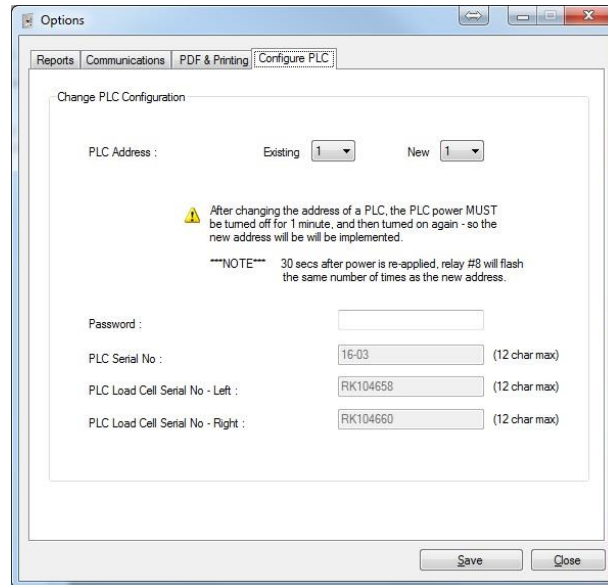 Options
Reports Communications PDF & Printing Configure PLC
Change PLC Configuration
PLC Address : Existing 1 New 1
After changing the address of a PLC, the PLC power MUST
be turned off for 1 minute, and then turned on again - so the
new address will be will be implemented.
***NOTE*** 30 secs after power is re-applied, relay #8 will flash
the same number of times as the new address.
Password :
PLC Serial No : 16-03 (12 char max)
PLC Load Cell Serial No - Left : RK104658 (12 char max)
PLC Load Cell Serial No - Right : RK104660 (12 char max)
Save Close